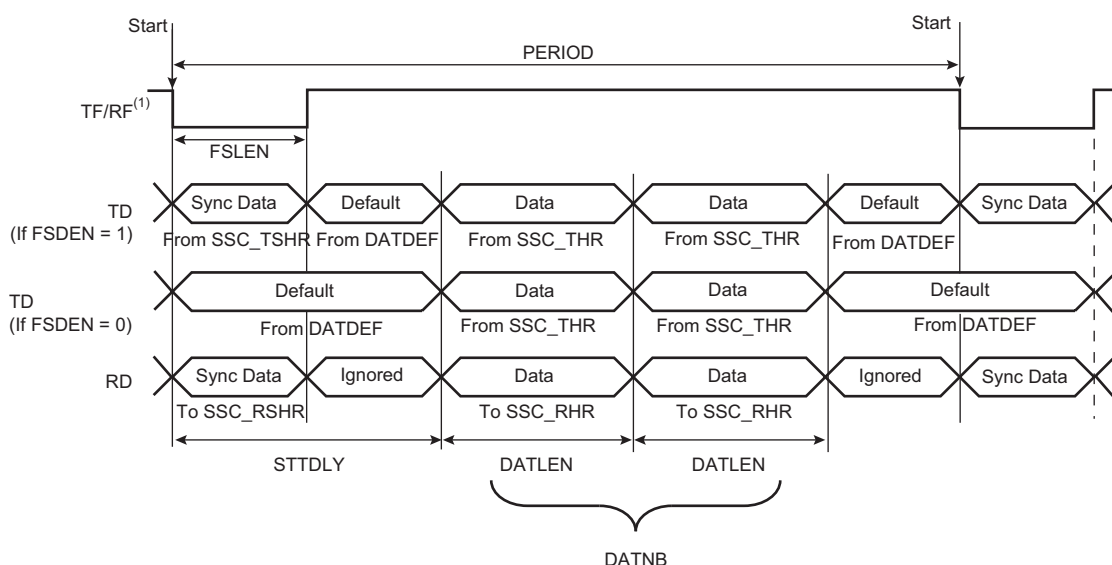 Start
Start
PERIOD
TF/RF(1)
FSLEN
TD
(If FSDEN = 1)
Sync Data
Default
Data
Data
Default
Sync Data
From SSC_TSHR
From DATDEF
From SSC_THR
From SSC_THR
From DATDEF
TD
(If FSDEN = 0)
Default
Data
Data
Default
From DATDEF
From SSC_THR
From SSC_THR
From DATDEF
RD
Sync Data
Ignored
Data
Data
Ignored
Sync Data
To SSC_RSHR
To SSC_RHR
To SSC_RHR
STTDLY
DATLEN
DATLEN
DATNB